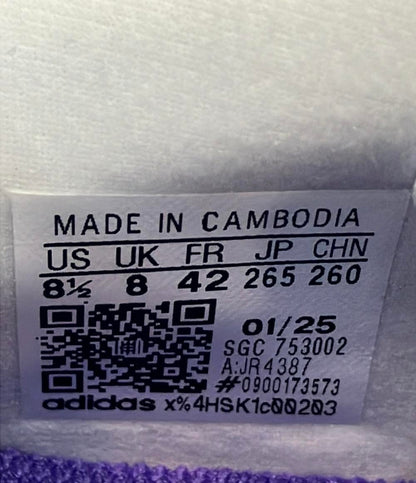 MADE IN CAMBODIA
US UK FR JP CHN
8½ 8 42 265 260
01/25
SGC 753002
A:JR4387
#0900173573
adidas x%4HSK1c00203